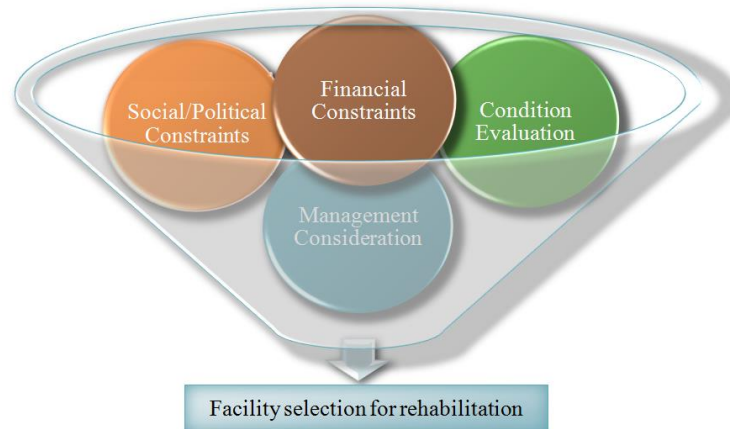 Social/Political
Constraints
Financial
Constraints
Condition
Evaluation
Management
Consideration
Facility selection for rehabilitation